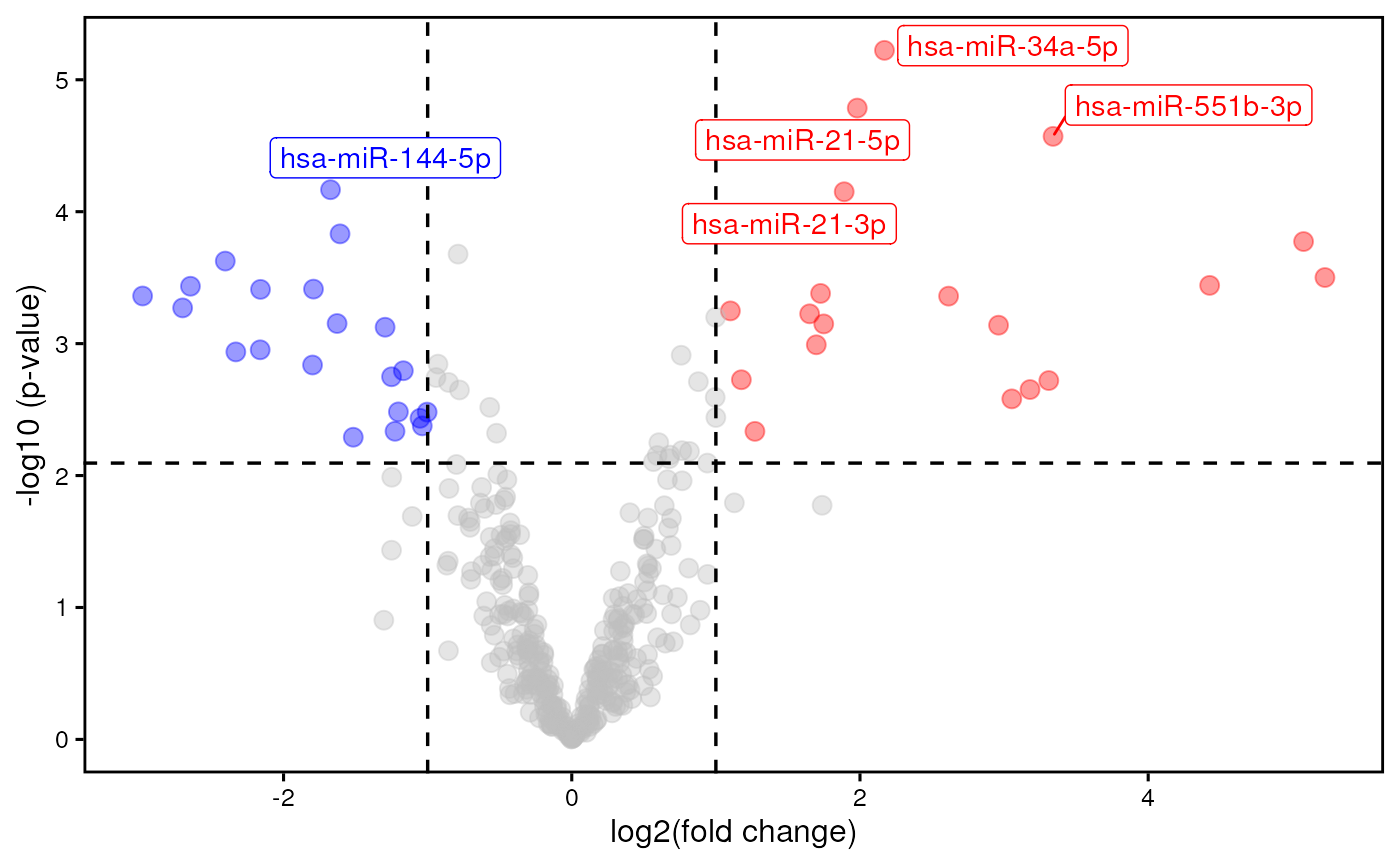 hsa-miR-34a-5p
hsa-miR-551b-3p
hsa-miR-21-5p
hsa-miR-144-5p
hsa-miR-21-3p
5
4
3
2
1
0
-log10 (p-value)
-2
0
2
4
log2(fold change)